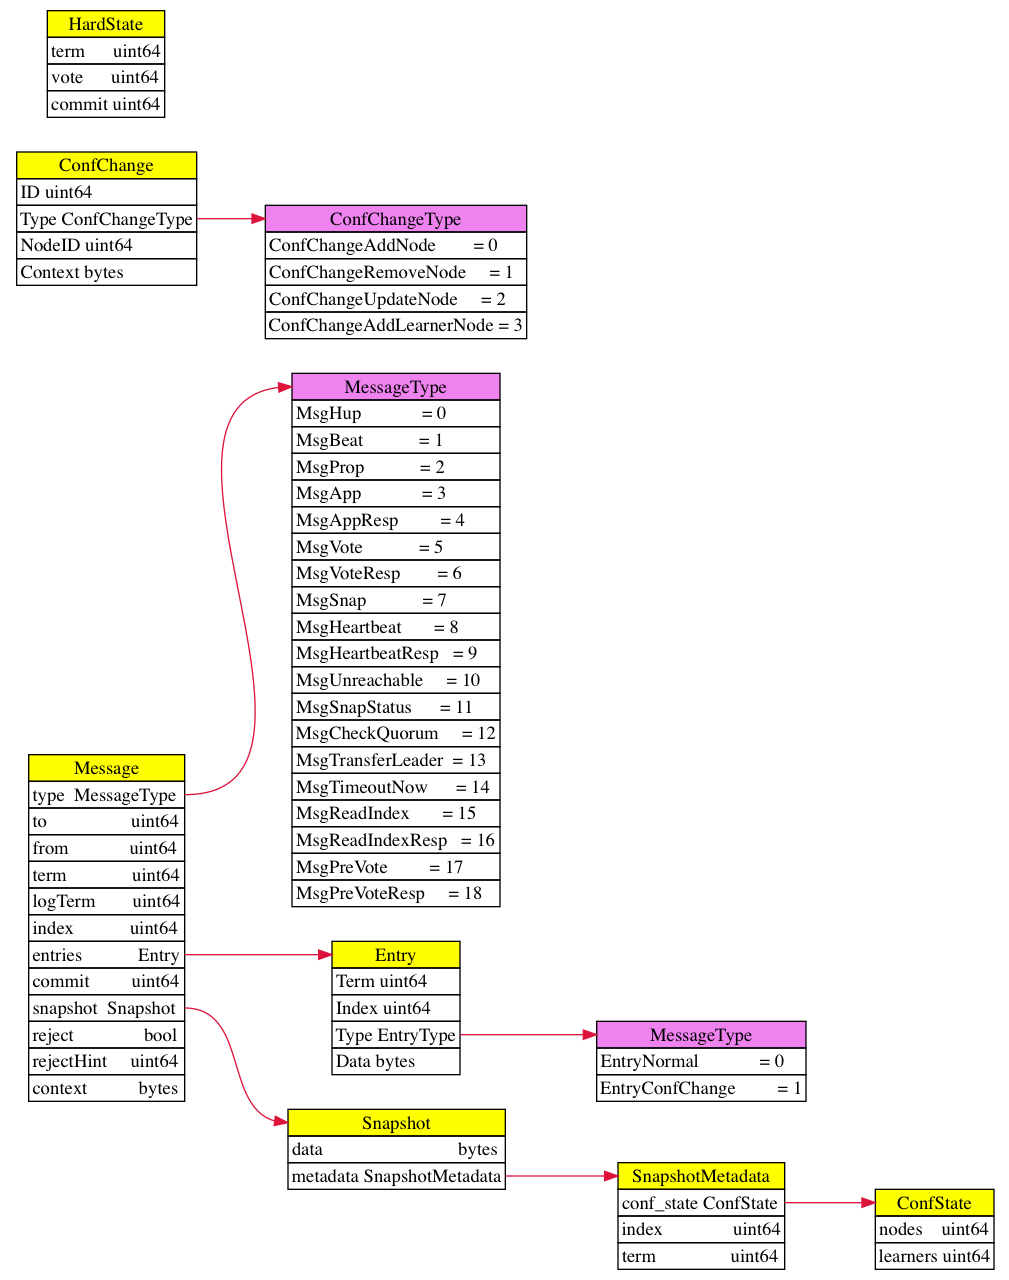 HardState
term uint64
vote uint64
commit uint64
ConfChange
ID uint64
Type ConfChangeType
NodeID uint64
Context bytes
ConfChangeType
ConfChangeAddNode = 0
ConfChangeRemoveNode = 1
ConfChangeUpdateNode = 2
ConfChangeAddLearnerNode = 3
MessageType
MsgHup = 0
MsgBeat = 1
MsgProp = 2
MsgApp = 3
MsgAppResp = 4
MsgVote = 5
MsgVoteResp = 6
MsgSnap = 7
MsgHeartbeat = 8
MsgHeartbeatResp = 9
MsgUnreachable = 10
MsgSnapStatus = 11
MsgCheckQuorum = 12
MsgTransferLeader = 13
MsgTimeoutNow = 14
MsgReadIndex = 15
MsgReadIndexResp = 16
MsgPreVote = 17
MsgPreVoteResp = 18
Message
type MessageType
to uint64
from uint64
term uint64
logTerm uint64
index uint64
entries Entry
commit uint64
snapshot Snapshot
reject bool
rejectHint uint64
context bytes
Entry
Term uint64
Index uint64
Type EntryType
Data bytes
MessageType
EntryNormal = 0
EntryConfChange = 1
Snapshot
data bytes
metadata SnapshotMetadata
SnapshotMetadata
conf_state ConfState
index uint64
term uint64
ConfState
nodes uint64
learners uint64